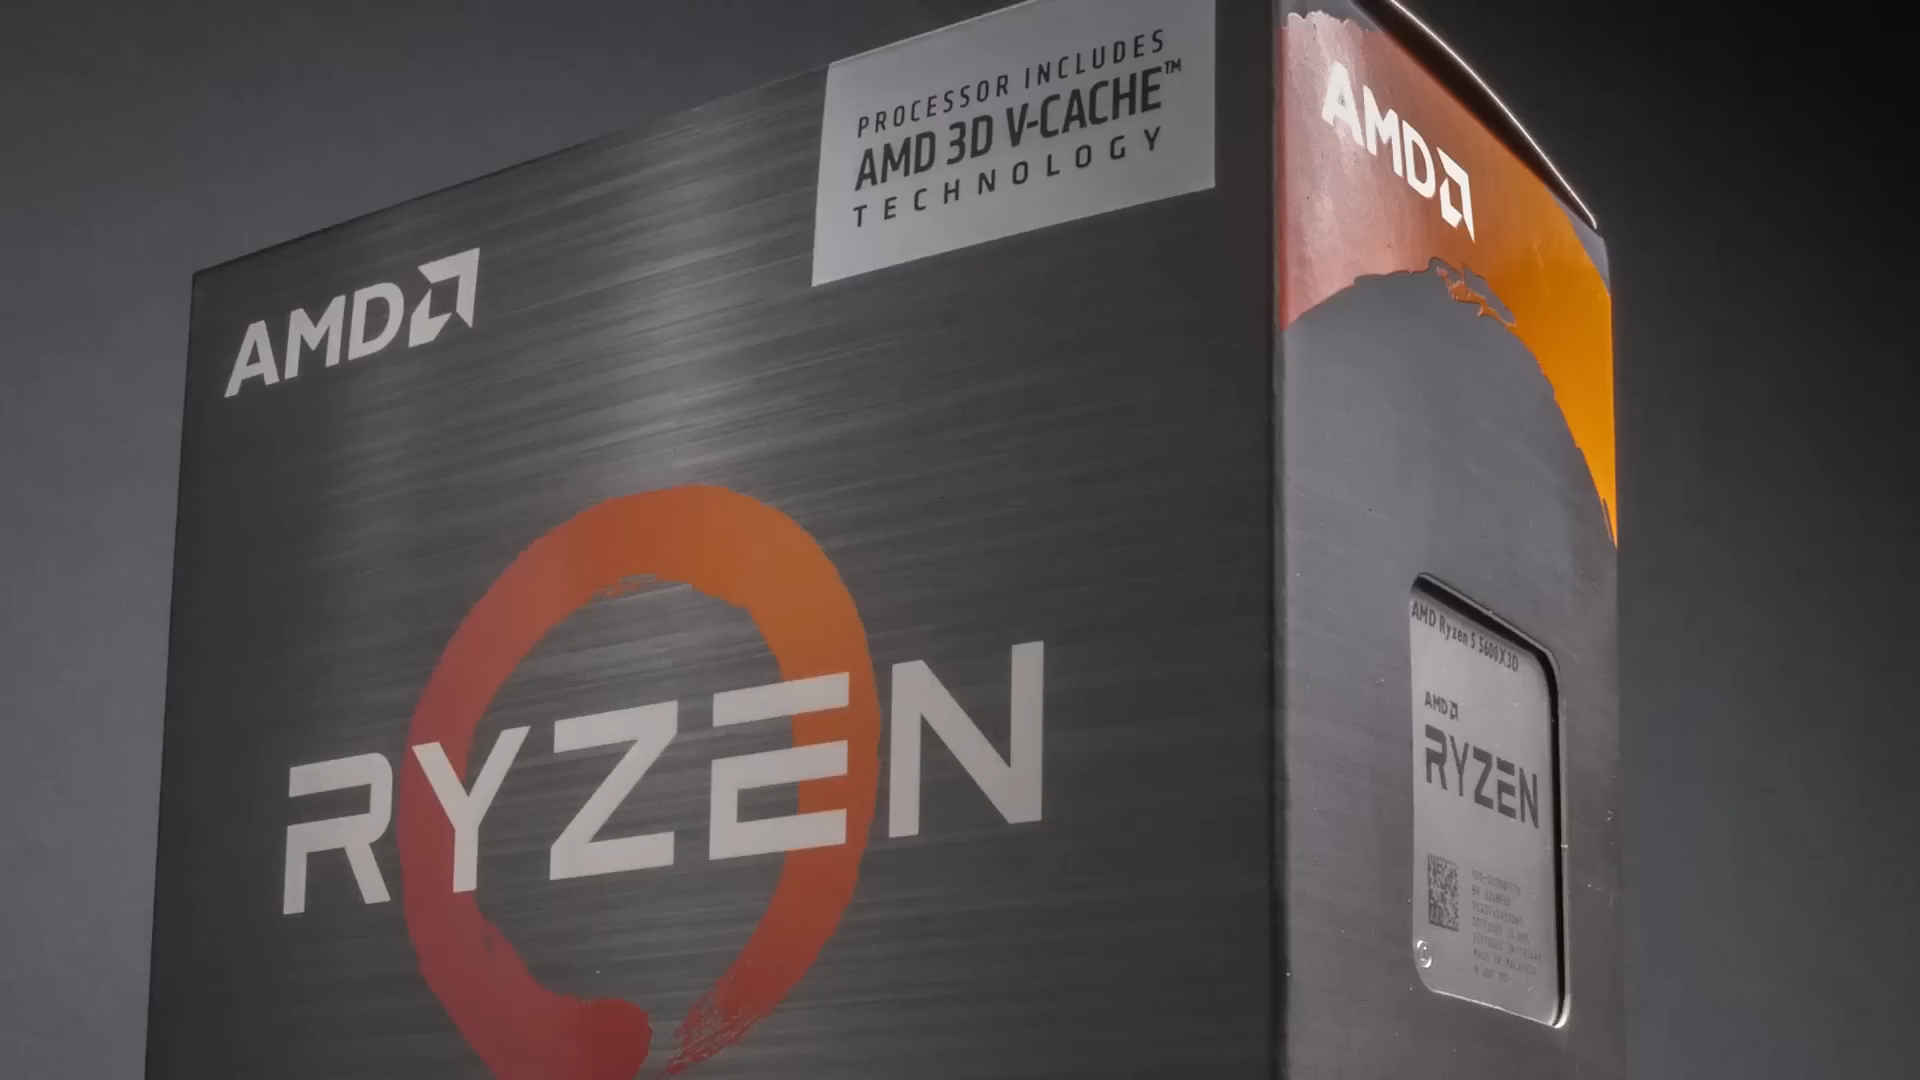 PROCESSOR INCLUDES
AMD 3D V-CACHE™
TECHNOLOGY
AMD
RYZEN
AMD
AMD Ryzen 5 5600X3D
AMD
RYZEN